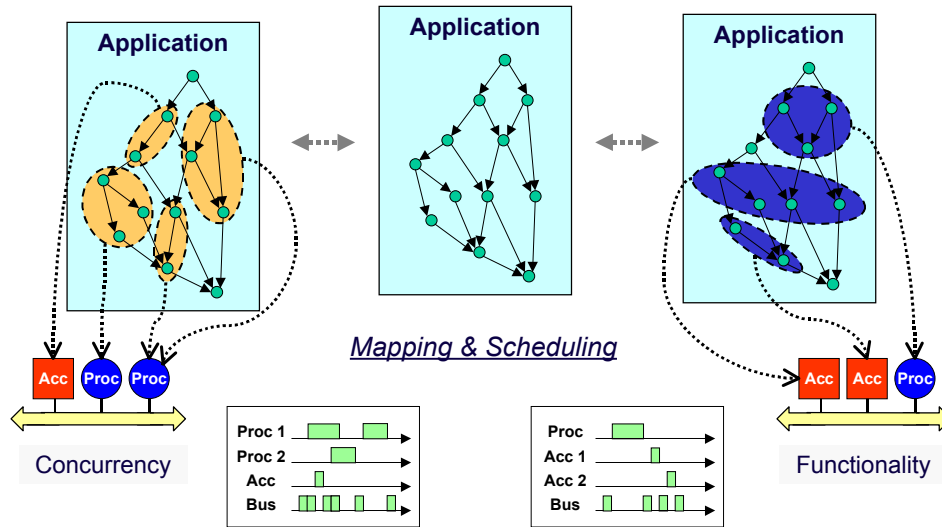 Application
Application
Application
Mapping & Scheduling
Acc
Proc
Proc
Acc
Acc
Proc
Concurrency
Functionality
Proc 1
Proc 2
Acc
Bus
Proc
Acc 1
Acc 2
Bus